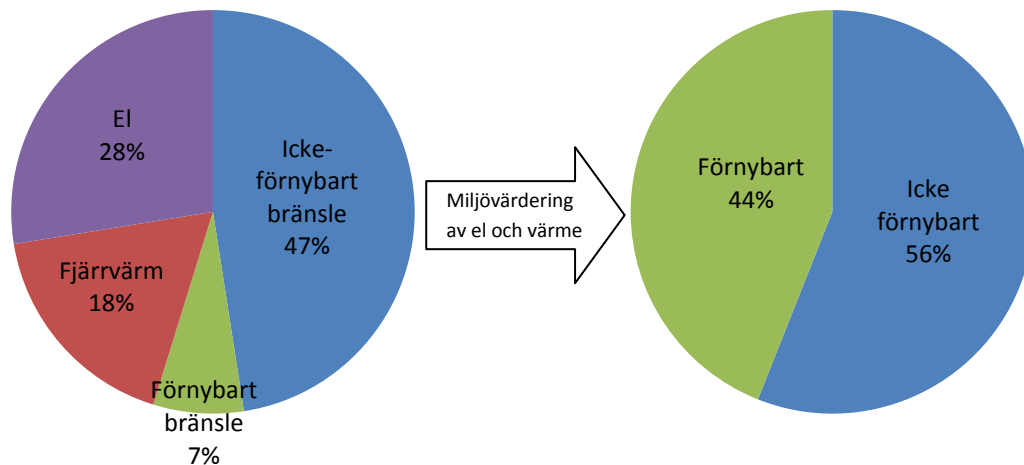 El
28%
Icke-
förnybart
bränsle
47%
Fjärrvärm
18%
Förnybart
bränsle
7%
Miljövärdering
av el och värme
Förnybart
44%
Icke
förnybart
56%